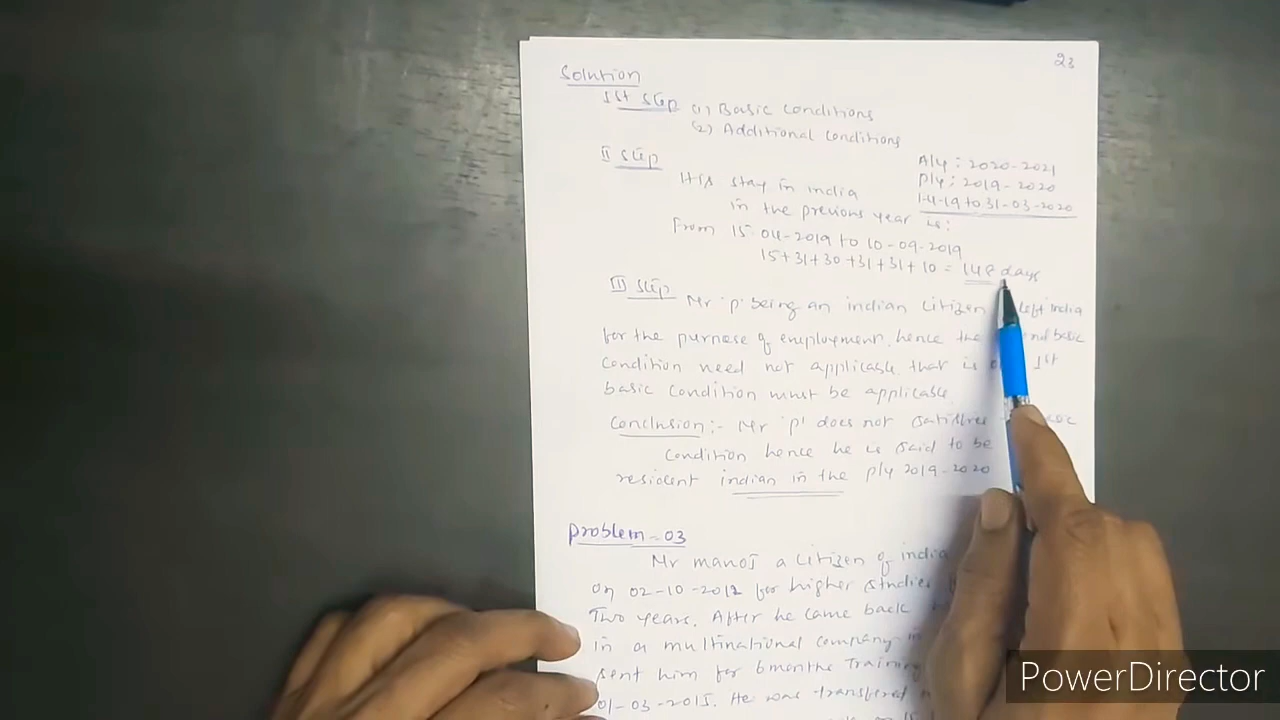 23
Solution
1st Step (1) Basic Conditions
(2) Additional Conditions
II Step
A/y : 2020-2021
P/y : 2019-2020
1-4-19 to 31-03-2020
His stay in india
in the previous year is:
From 15-04-2019 to 10-09-2019
15+31+30+31+31+10 = 148 days
III Step
Mr 'P' being an indian Citizen left india
for the purpose of employment, hence the basic
Condition need not applicable that is 1st
basic Condition must be applicable.
Conclusion:- Mr 'P' does not satisfies
Condition hence he is said to be
resident indian in the P/y 2019-2020
Problem-03
Mr manoj a Citizen of india
on 02-10-2012 for higher studies
Two years. After he came back
in a multinational company
sent him for 6 months Training
01-03-2015. He was transferred
PowerDirector